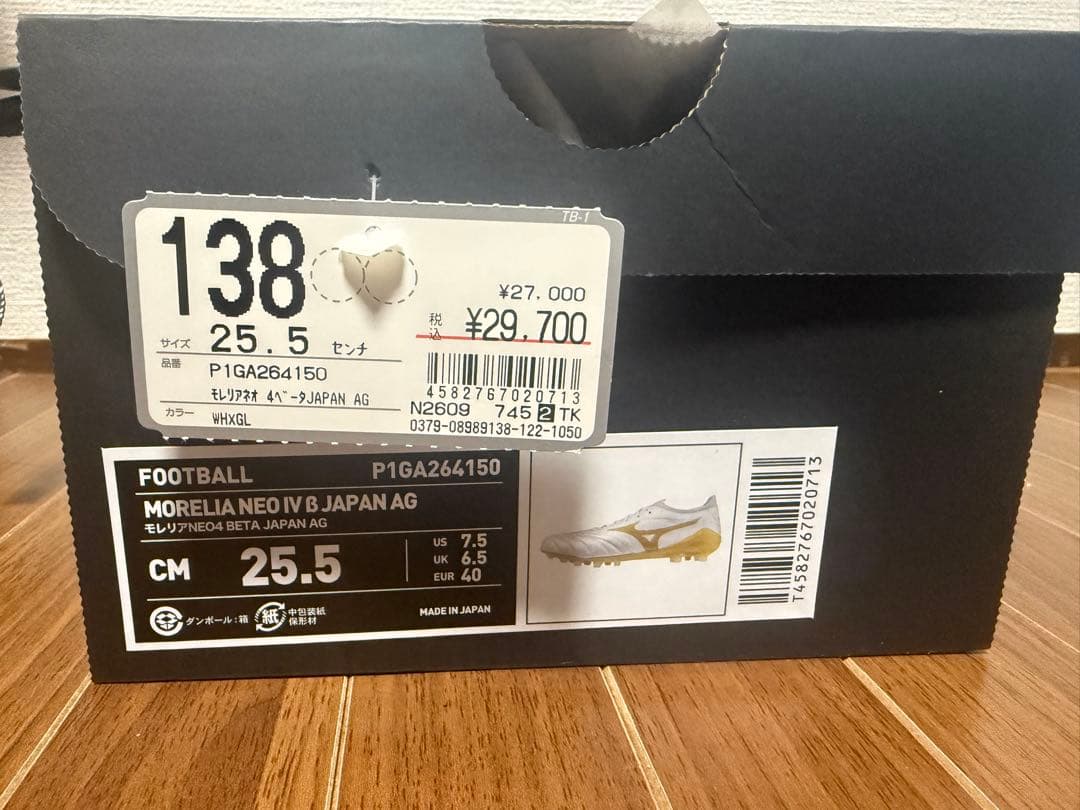 TB-1
138
¥27,000
税込 ¥29,700
サイズ 25.5 センチ
品番 P1GA264150
モレリアネオ 4ベータJAPAN AG
カラー WHXGL
4582767020713
N2609 745 2 TK
0379-08989138-122-1050
FOOTBALL P1GA264150
MORELIA NEO IV β JAPAN AG
モレリアNEO4 BETA JAPAN AG
CM 25.5
US 7.5
UK 6.5
EUR 40
ダンボール:箱
紙 中包装紙
保形材
MADE IN JAPAN
T4582767020713